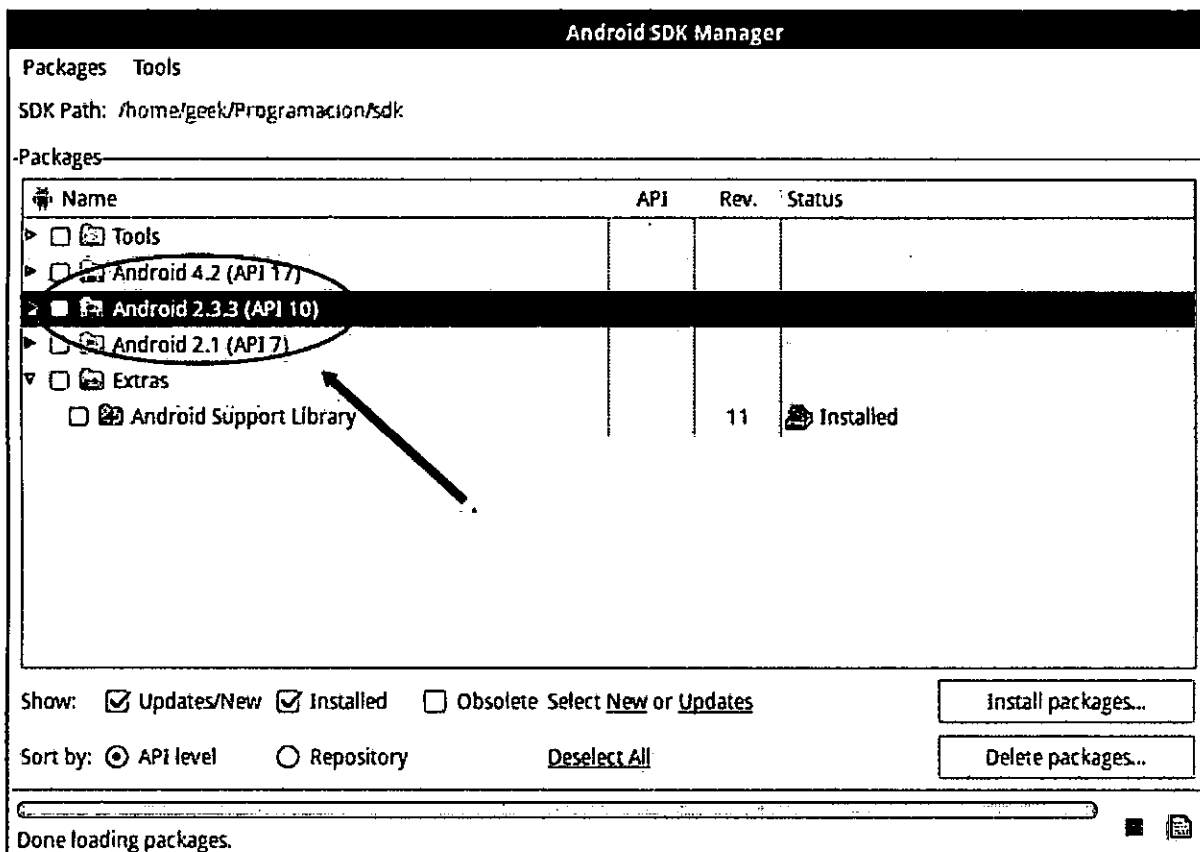 Android SDK Manager
Packages Tools
SDK Path: /home/geek/Programacion/sdk
Packages
Name API Rev. Status
Tools
Android 4.2 (API 17)
Android 2.3.3 (API 10)
Android 2.1 (API 7)
Extras
Android Support Library 11 Installed
Show: Updates/New Installed Obsolete Select New or Updates Install packages...
Sort by: API level Repository Deselect All Delete packages...
Done loading packages.